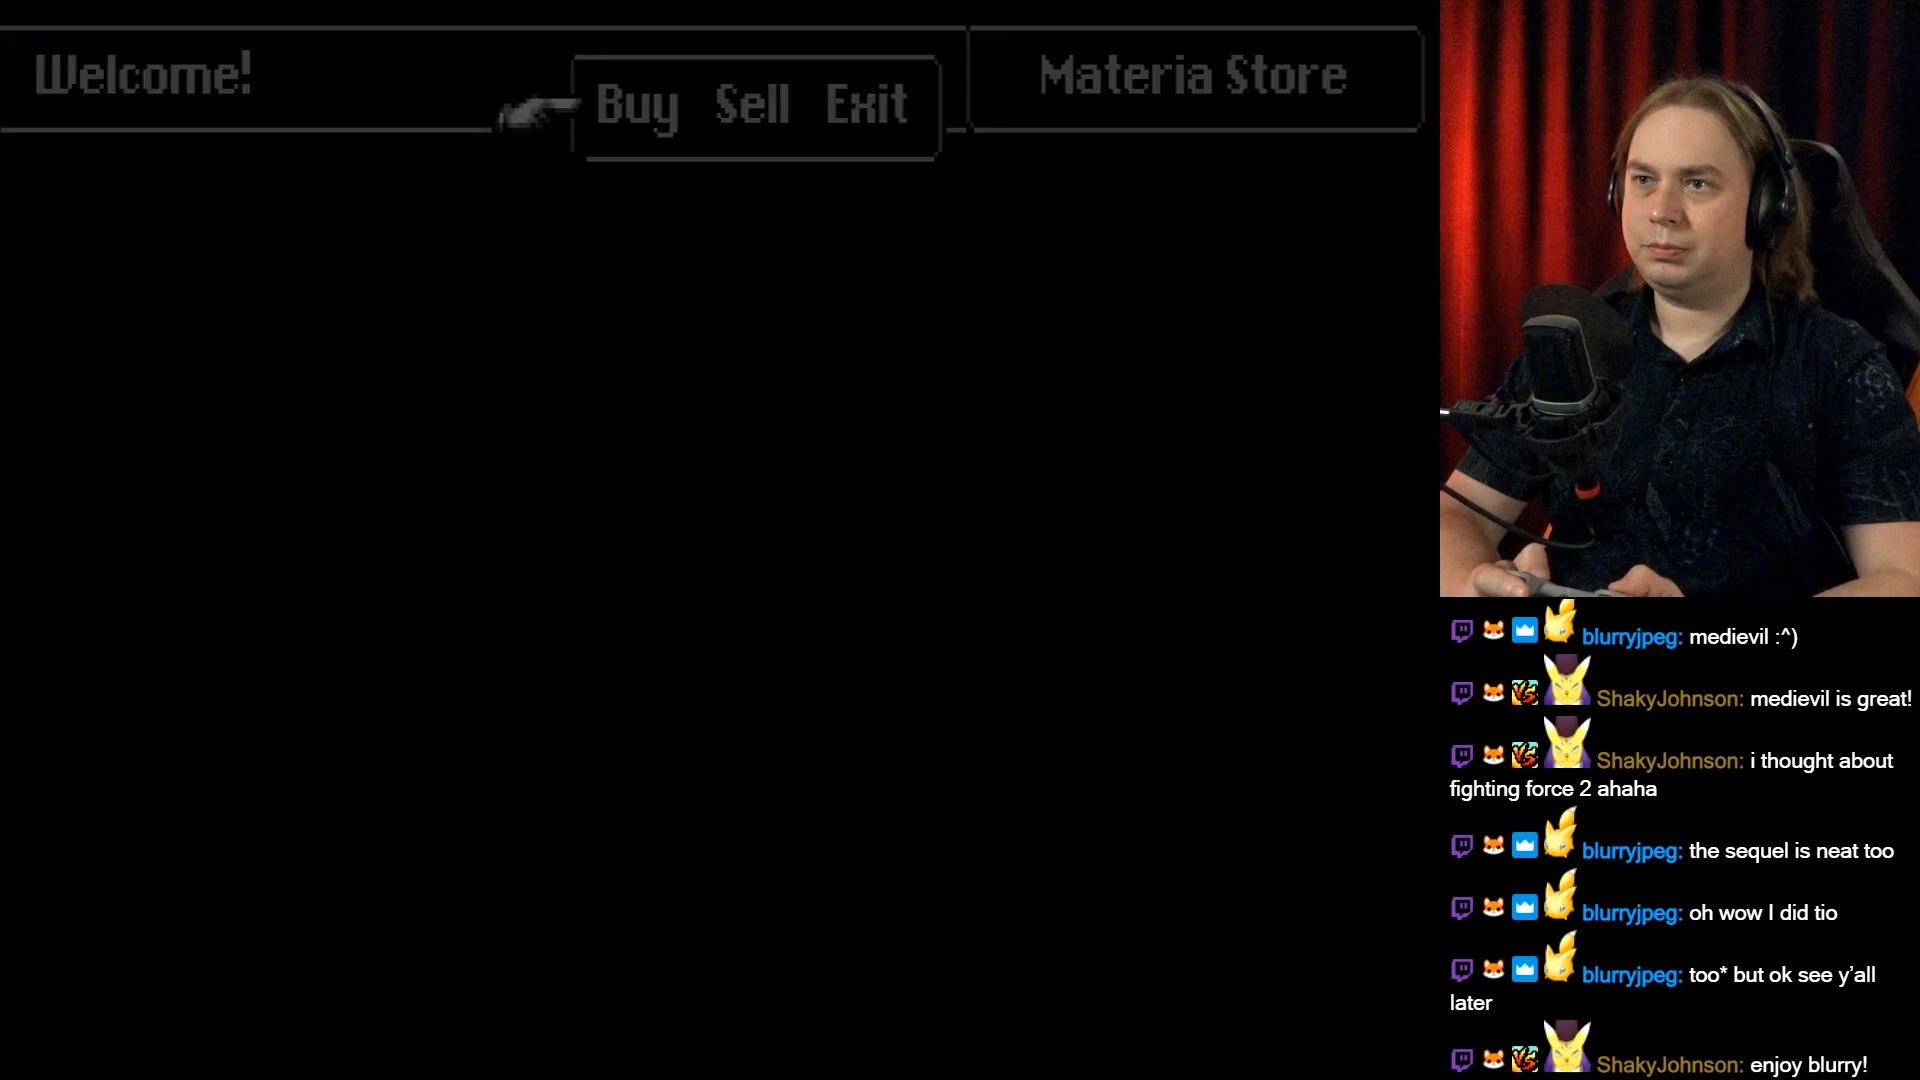 Welcome!
Buy Sell Exit
Materia Store
blurryjpeg: medievil :^)
ShakyJohnson: medievil is great!
ShakyJohnson: i thought about
fighting force 2 ahaha
blurryjpeg: the sequel is neat too
blurryjpeg: oh wow I did tio
blurryjpeg: too* but ok see y'all
later
ShakyJohnson: enjoy blurry!